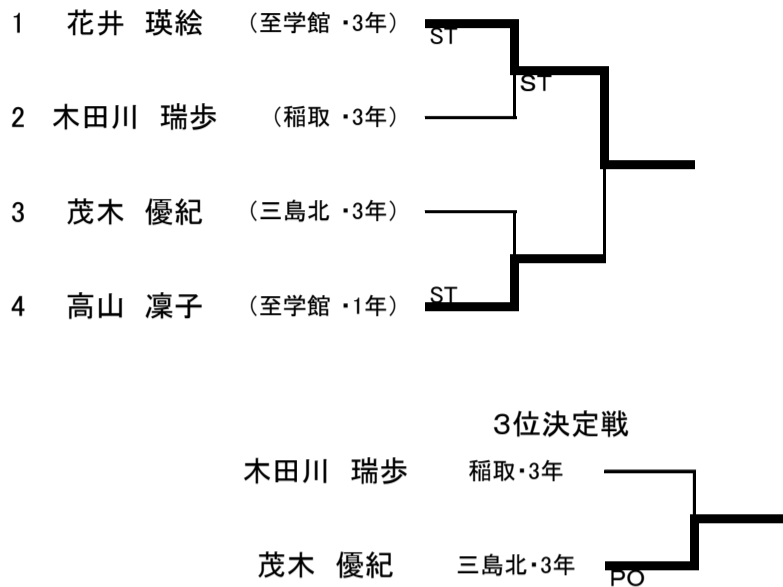 1 花井 瑛絵 （至学館 ・3年） ST
ST
2 木田川 瑞歩 （稲取 ・3年）
3 茂木 優紀 （三島北 ・3年）
4 高山 凜子 （至学館 ・1年） ST
3位決定戦
木田川 瑞歩 稲取・3年
茂木 優紀 三島北・3年 PO